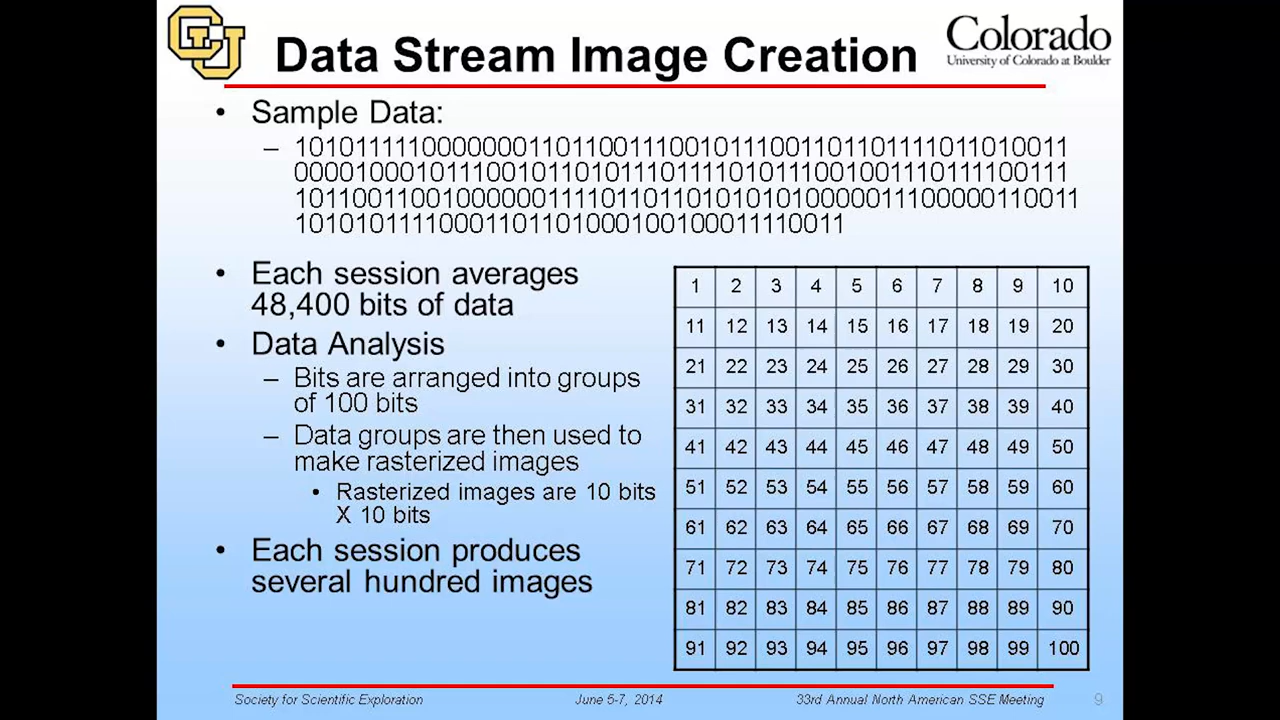 CU
Data Stream Image Creation
Colorado
University of Colorado at Boulder
• Sample Data:
– 1010111110000000110110011100101110011011011110110​10011
0000100010111001011010111011110101110010011101111​00111
101100110010000001111011011010101010000011100000110011
10101011110001101101000100100011110011
• Each session averages
48,400 bits of data
• Data Analysis
– Bits are arranged into groups
of 100 bits
– Data groups are then used to
make rasterized images
• Rasterized images are 10 bits
X 10 bits
• Each session produces
several hundred images
1 2 3 4 5 6 7 8 9 10
11 12 13 14 15 16 17 18 19 20
21 22 23 24 25 26 27 28 29 30
31 32 33 34 35 36 37 38 39 40
41 42 43 44 45 46 47 48 49 50
51 52 53 54 55 56 57 58 59 60
61 62 63 64 65 66 67 68 69 70
71 72 73 74 75 76 77 78 79 80
81 82 83 84 85 86 87 88 89 90
91 92 93 94 95 96 97 98 99 100
Society for Scientific Exploration June 5-7, 2014 33rd Annual North American SSE Meeting 9